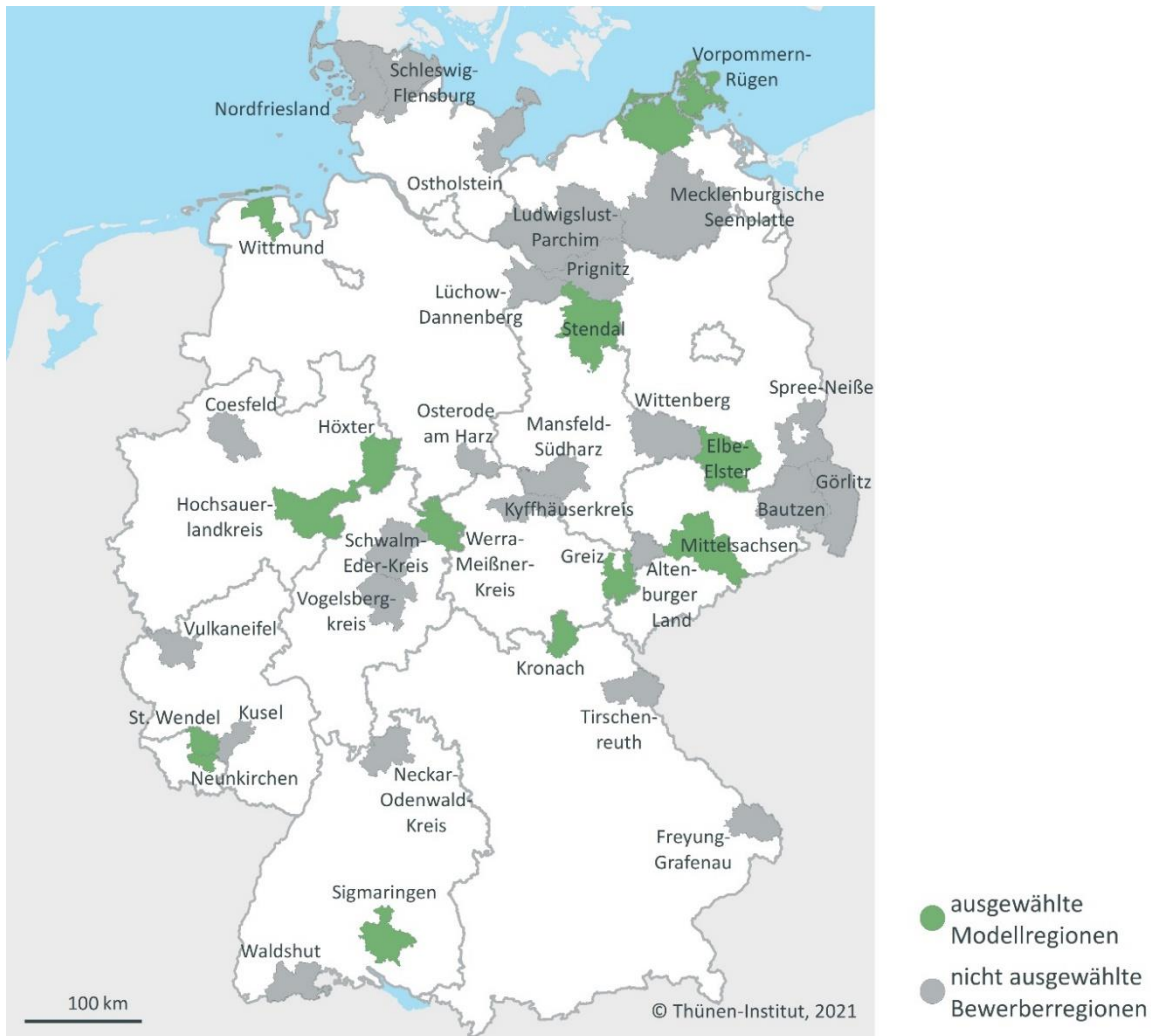 Vorpommern-
Rügen
Schleswig-
Flensburg
Nordfriesland
Ostholstein
Mecklenburgische
Seenplatte
Ludwigslust-
Parchim
Prignitz
Wittmund
Lüchow-
Dannenberg
Stendal
Spree-Neiße
Wittenberg
Coesfeld
Höxter
Osterode
am Harz
Mansfeld-
Südharz
Elbe-
Elster
Görlitz
Bautzen
Hochsauer-
landkreis
Kyffhäuserkreis
Schwalm-
Eder-Kreis
Werra-
Meißner-
Kreis
Mittelsachsen
Greiz
Alten-
burger
Land
Vogelsberg-
kreis
Vulkaneifel
Kronach
Tirschen-
reuth
St. Wendel
Kusel
Neunkirchen
Neckar-
Odenwald-
Kreis
Freyung-
Grafenau
Sigmaringen
Waldshut
100 km
© Thünen-Institut, 2021
ausgewählte
Modellregionen
nicht ausgewählte
Bewerberregionen